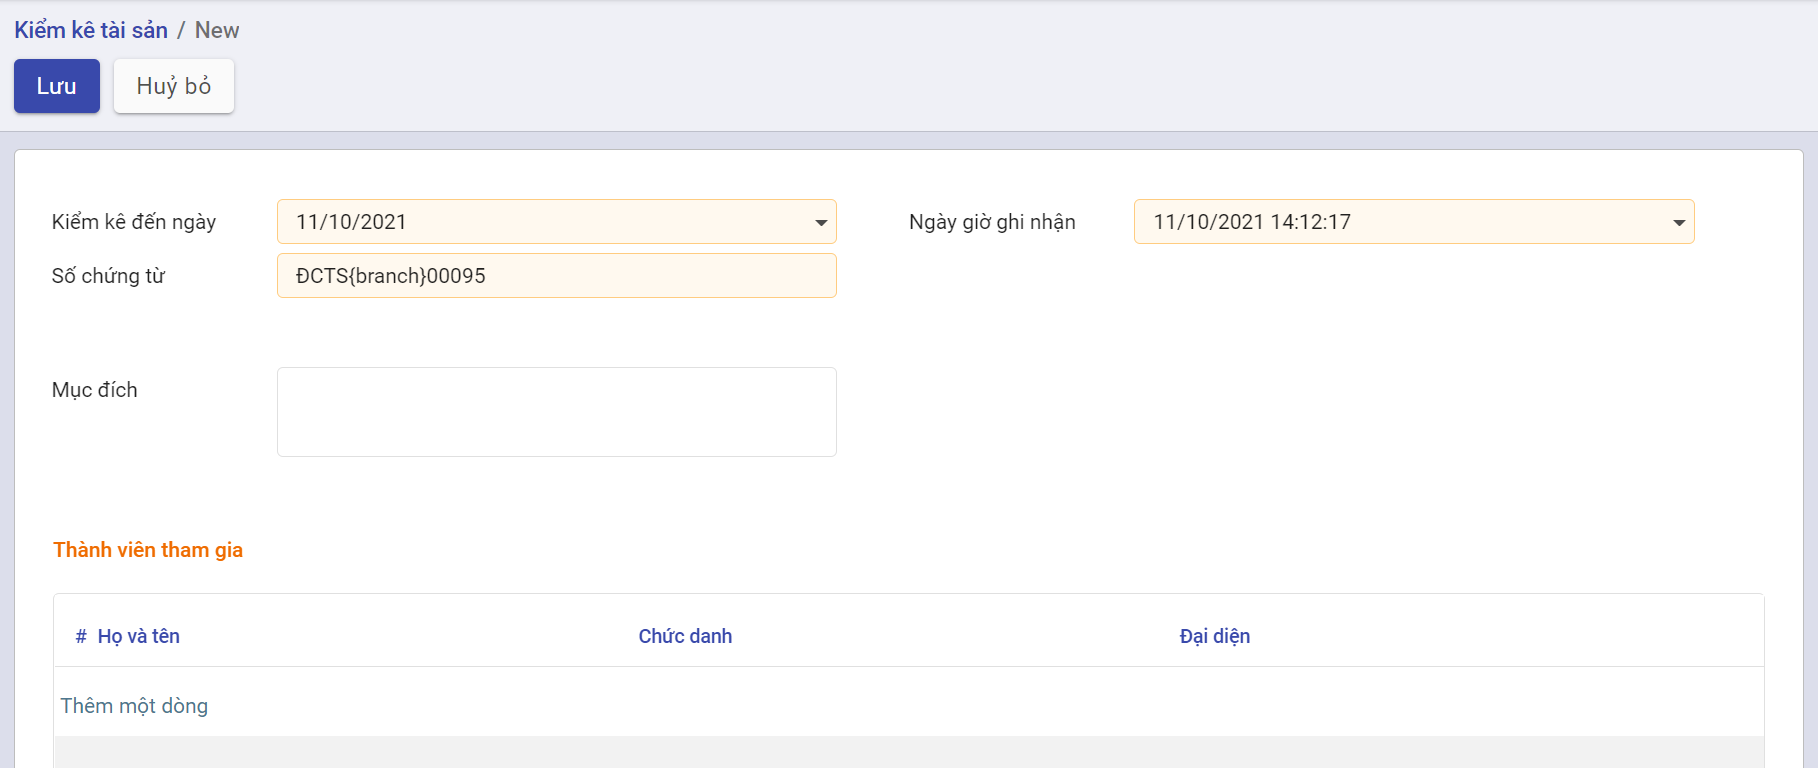 Kiểm kê tài sản / New
Lưu Huỷ bỏ
Kiểm kê đến ngày 11/10/2021 Ngày giờ ghi nhận 11/10/2021 14:12:17
Số chứng từ ĐCTS{branch}00095
Mục đích
Thành viên tham gia
# Họ và tên Chức danh Đại diện
Thêm một dòng